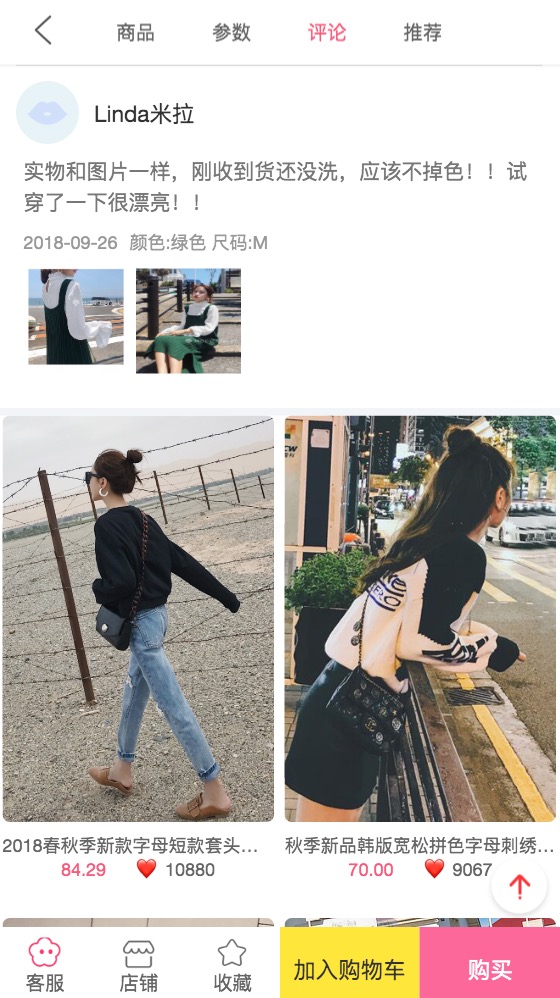 商品
参数
评论
推荐
Linda米拉
实物和图片一样，刚收到货还没洗，应该不掉色！！试
穿了一下很漂亮！！
2018-09-26 颜色:绿色 尺码:M
2018春秋季新款字母短款套头...
84.29 ❤️ 10880
秋季新品韩版宽松拼色字母刺绣...
70.00 ❤️ 9067
客服
店铺
收藏
加入购物车
购买